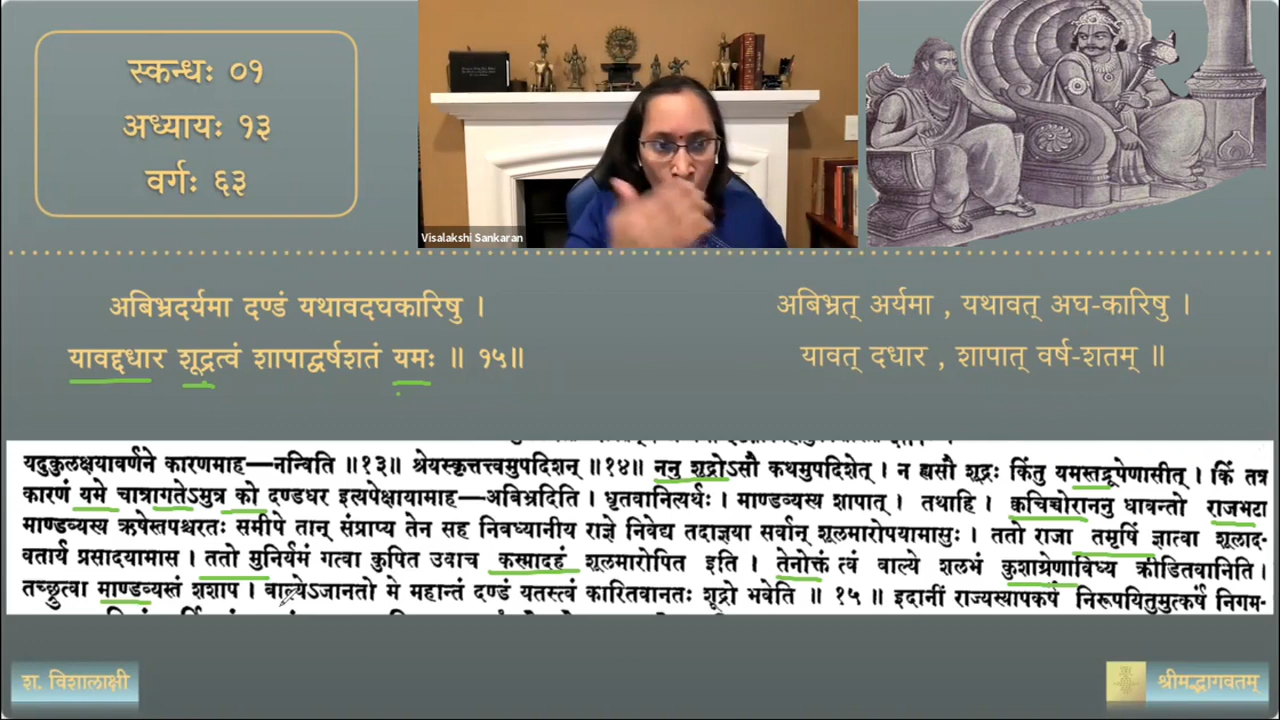 स्कन्धः ०१
अध्यायः १३
वर्गः ६३
Visalakshi Sankaran
अबिभ्रदर्यमा दण्डं यथावदघकारिषु ।
यावद्दधार शूद्रत्वं शापाद्वर्षशतं यमः ॥ १५॥
अबिभ्रत् अर्यमा , यथावत् अघ-कारिषु ।
यावत् दधार , शापात् वर्ष-शतम् ॥
यदुकुलक्षयावर्णने कारणमाह—नन्विति ॥१३॥ श्रेयस्कृत्तत्त्वमुपदिशन् ॥१४॥ ननु शूद्रोऽसौ कथमुपदिशेत् । न ह्यसौ शूद्रः किंतु यमस्तद्रूपेणासीत् । किं तत्र
कारणं यमे चात्रागतेऽमुत्र को दण्डधर इत्यपेक्षायामाह—अबिभ्रदिति । धृतवानित्यर्थः । माण्डव्यस्य शापात् । तथाहि । क्वचिच्चोराननु धावन्तो राजभटा
माण्डव्यस्य ऋषेस्तपश्चरतः समीपे तान् संप्राप्य तेन सह निबध्यानीय राज्ञे निवेद्य तदाज्ञया सर्वान् शूलमारोपयामासुः । ततो राजा तमृषिं ज्ञात्वा शूलाद-
वतार्य प्रसादयामास । ततो मुनिर्यमं गत्वा कुपित उवाच कस्मादहं शूलमारोपित इति । तेनोक्तं त्वं बाल्ये शलभं कुशाग्रेणाविध्य क्रीडितवानिति ।
तच्छ्रुत्वा माण्डव्यस्तं शशाप । बाल्येऽजानतो मे महान्तं दण्डं यतस्त्वं कारितवानतः शूद्रो भवेति ॥ १५ ॥ इदानीं राज्यस्यापकर्षं निरूपयितुमुत्कर्षं निगम-
श. विशालाक्षी
श्रीमद्भागवतम्